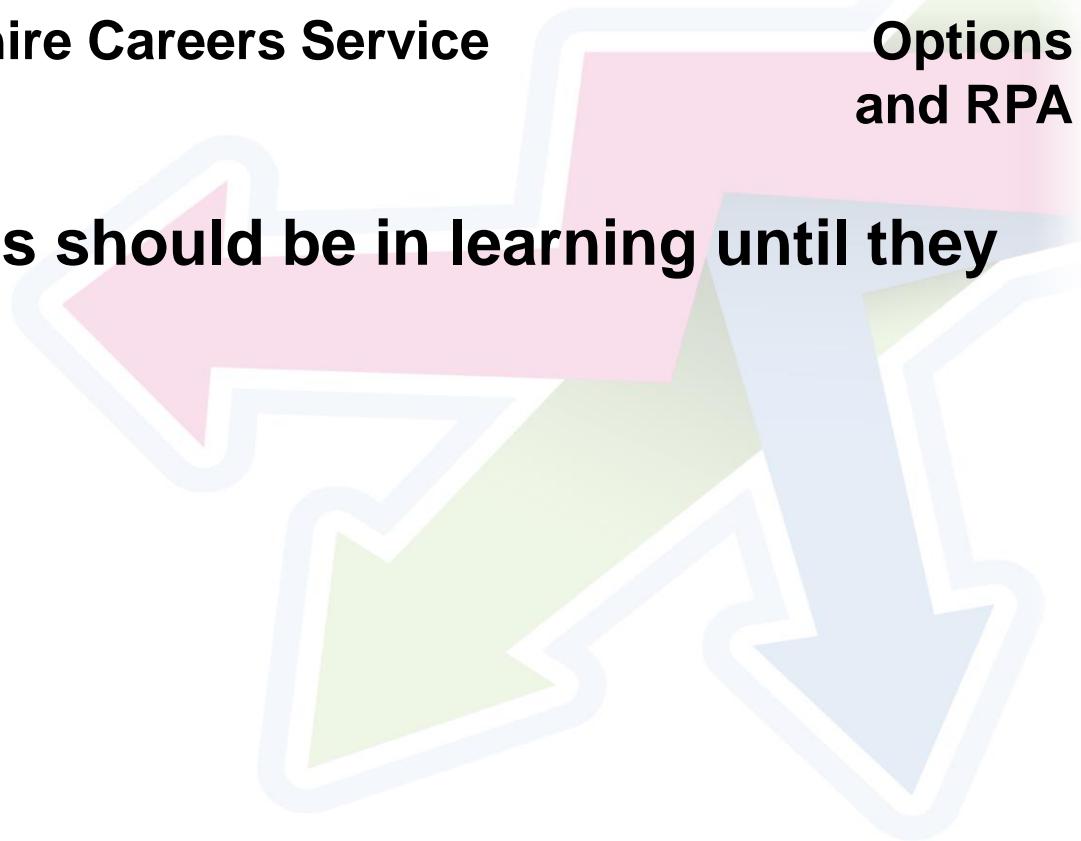 hire Careers Service
Options
and RPA
s should be in learning until they